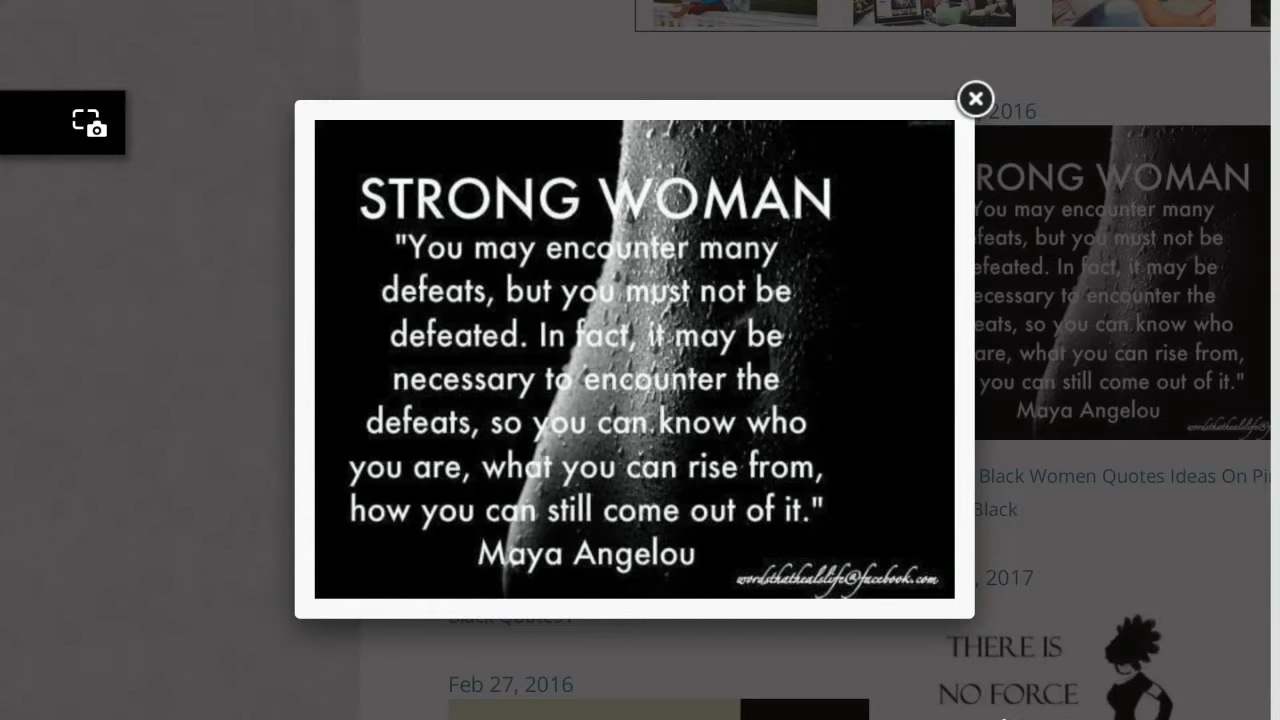 2016
STRONG WOMAN
"You may encounter many
defeats, but you must not be
defeated. In fact, it may be
necessary to encounter the
defeats, so you can know who
you are, what you can rise from,
how you can still come out of it."
Maya Angelou
wordsthathealslife@facebook.com
RONG WOMAN
You may encounter many
feats, but you must not be
efeated. In fact, it may be
ecessary to encounter the
eats, so you can know who
are, what you can rise from,
you can still come out of it."
Maya Angelou
Black Women Quotes Ideas On Pi
Black
, 2017
THERE IS
NO FORCE
Black Quotes1
Feb 27, 2016